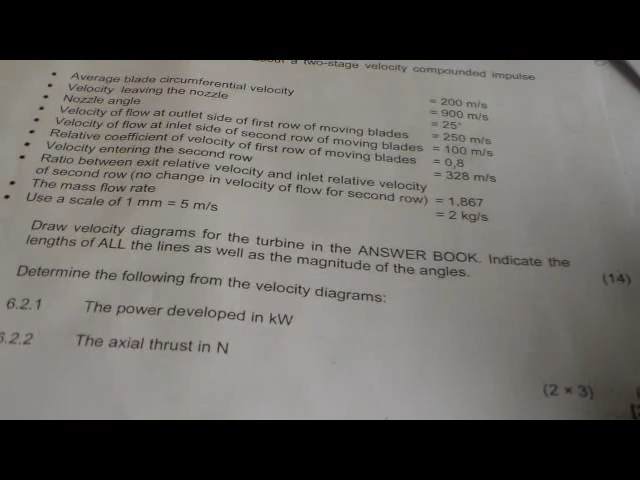 about a two-stage velocity compounded impulse
• Average blade circumferential velocity = 200 m/s
• Velocity leaving the nozzle = 900 m/s
• Nozzle angle = 25°
• Velocity of flow at outlet side of first row of moving blades = 250 m/s
• Velocity of flow at inlet side of second row of moving blades = 100 m/s
• Relative coefficient of velocity of first row of moving blades = 0,8
• Velocity entering the second row = 328 m/s
• Ratio between exit relative velocity and inlet relative velocity
of second row (no change in velocity of flow for second row) = 1,867
• The mass flow rate = 2 kg/s
• Use a scale of 1 mm = 5 m/s
Draw velocity diagrams for the turbine in the ANSWER BOOK. Indicate the
lengths of ALL the lines as well as the magnitude of the angles.
(14)
Determine the following from the velocity diagrams:
6.2.1 The power developed in kW
6.2.2 The axial thrust in N
(2 × 3)